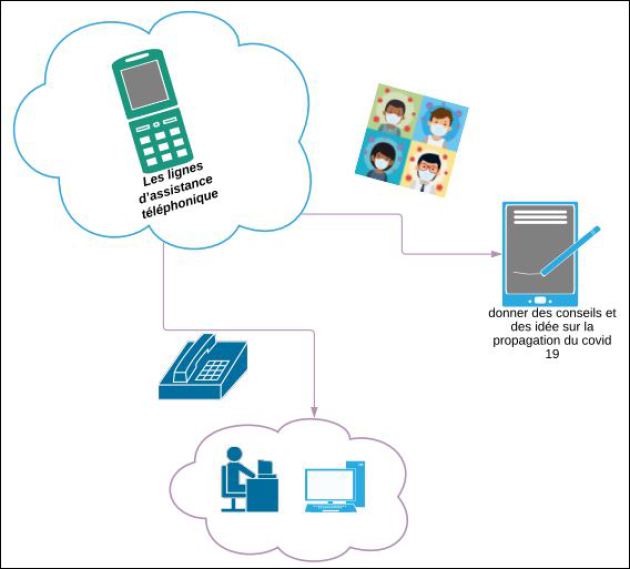 Les lignes
d'assistance
téléphonique
donner des conseils et
des idée sur la
propagation du covid
19